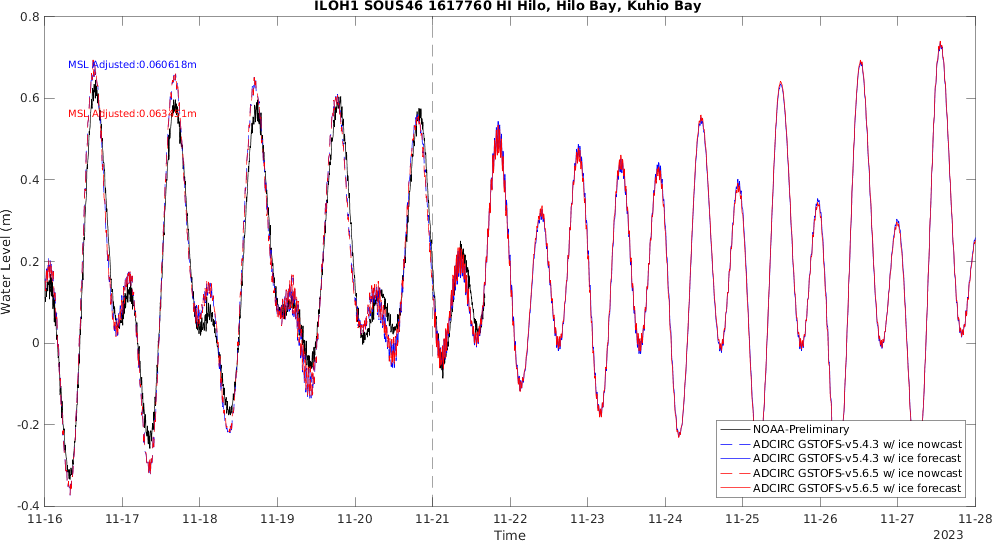 ILOH1 SOUS46 1617760 HI Hilo, Hilo Bay, Kuhio Bay
0.8
MSL Adjusted:0.060618m
0.6
MSL Adjusted:
0.4
Water Level (m)
0.2
0
-0.2
NOAA-Preliminary
ADCIRC GSTOFS-v5.4.3 w/ ice nowcast
ADCIRC GSTOFS-v5.4.3 w/ ice forecast
ADCIRC GSTOFS-v5.6.5 w/ ice nowcast
ADCIRC GSTOFS-v5.6.5 w/ ice forecast
-0.4
11-16 11-17 11-18 11-19 11-20 11-21 11-22 11-23 11-24 11-25 11-26 11-27 11-28
Time
2023